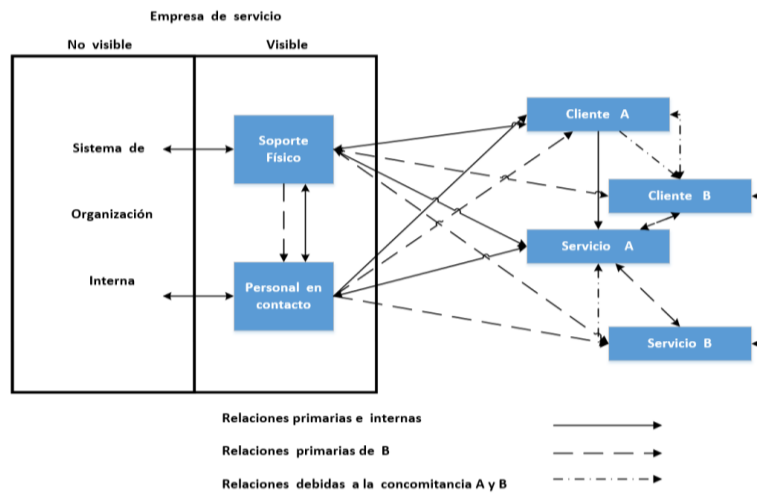 Empresa de servicio
No visible
Visible
Sistema de
Organización
Interna
Soporte
Físico
Personal en
contacto
Cliente A
Cliente B
Servicio A
Servicio B
Relaciones primarias e internas
Relaciones primarias de B
Relaciones debidas a la concomitancia A y B